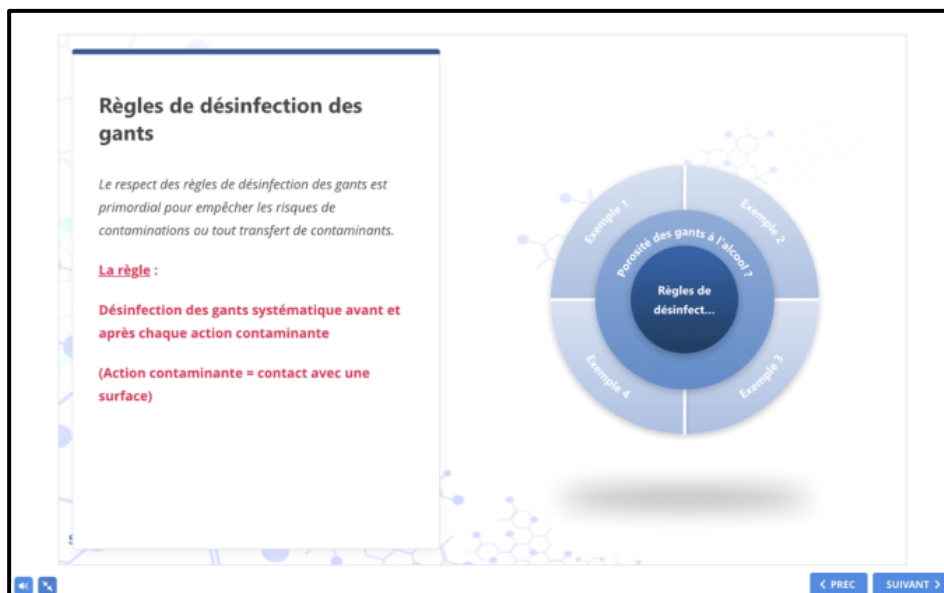 Règles de désinfection des
gants
Le respect des règles de désinfection des gants est
primordial pour empêcher les risques de
contaminations ou tout transfert de contaminants.
La règle :
Désinfection des gants systématique avant et
après chaque action contaminante
(Action contaminante = contact avec une
surface)
Exemple 1
Exemple 2
Porosité des gants à l'alcool ?
Règles de
désinfect...
Exemple 4
Exemple 3
S
< PREC
SUIVANT >